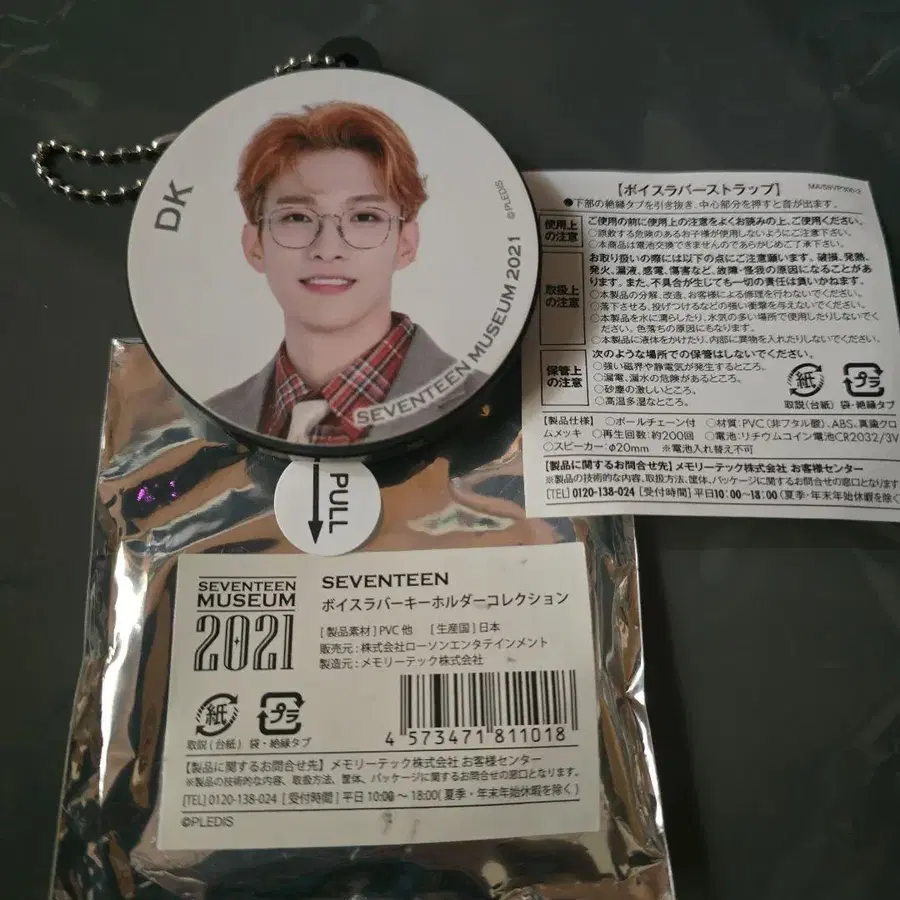 DK
©PLEDIS
SEVENTEEN MUSEUM 2021
PULL
【ボイスラバーストラップ】
●下部の絶縁タブを引き抜き、中心部分を押すと音が出ます。
使用上の注意
ご使用の前に使用上の注意をよくお読みの上、ご使用ください。
○誤飲する危険のあるお子様が使用しないようにご注意下さい。
○本商品は電池交換できませんのであらかじめご了承下さい。
取扱上の注意
お取り扱いの際には以下の点にご注意願います。破損、発熱、
発火、漏液、感電、傷害など、故障・怪我の原因になることがあ
ります。また、不具合が生じても一切の責任は負いかねます。
○本製品の分解、改造、お客様による修理を行わないでください。
○落下させる、投げつけるなどの強い衝撃を与えないでください。
○本製品を水に濡らしたり、水気の多い場所で使用したりしないでく
ださい。色落ちの原因にもなります。
○本製品に液体をかけたり、内部に異物を入れたりしないでください。
保管上の注意
次のような場所での保管はしないでください。
○強い磁界や静電気が発生するところ。
○漏電、漏水の危険があるところ。
○砂塵の激しいところ。
○高温多湿なところ。
紙 プラ
取説(台紙) 袋・絶縁タブ
【製品仕様】 ○ボールチェーン付 ○材質:PVC(非フタル酸)、ABS、真鍮クロ
ムメッキ ○再生回数:約200回 ○電池:リチウムコイン電池CR2032/3V
○スピーカー:φ20mm ※電池入れ替え不可
【製品に関するお問合せ先】メモリーテック株式会社 お客様センター
※製品の技術的な内容、取扱方法、筐体、パッケージに関するお問合せの窓口となります
[TEL]0120-138-024 [受付時間]平日10:00〜18:00(夏季・年末年始休暇を除く
SEVENTEEN
MUSEUM
2021
SEVENTEEN
ボイスラバーキーホルダーコレクション
[製品素材]PVC 他 [生産国]日本
販売元:株式会社ローソンエンタテインメント
製造元:メモリーテック株式会社
紙 プラ
取説(台紙) 袋・絶縁タブ
4 573471 811018
【製品に関するお問合せ先】メモリーテック株式会社 お客様センター
※製品の技術的な内容、取扱方法、筐体、パッケージに関するお問合せの窓口となります。
[TEL] 0120-138-024 [受付時間]平日 10:00 〜 18:00(夏季・年末年始休暇を除く)
©PLEDIS